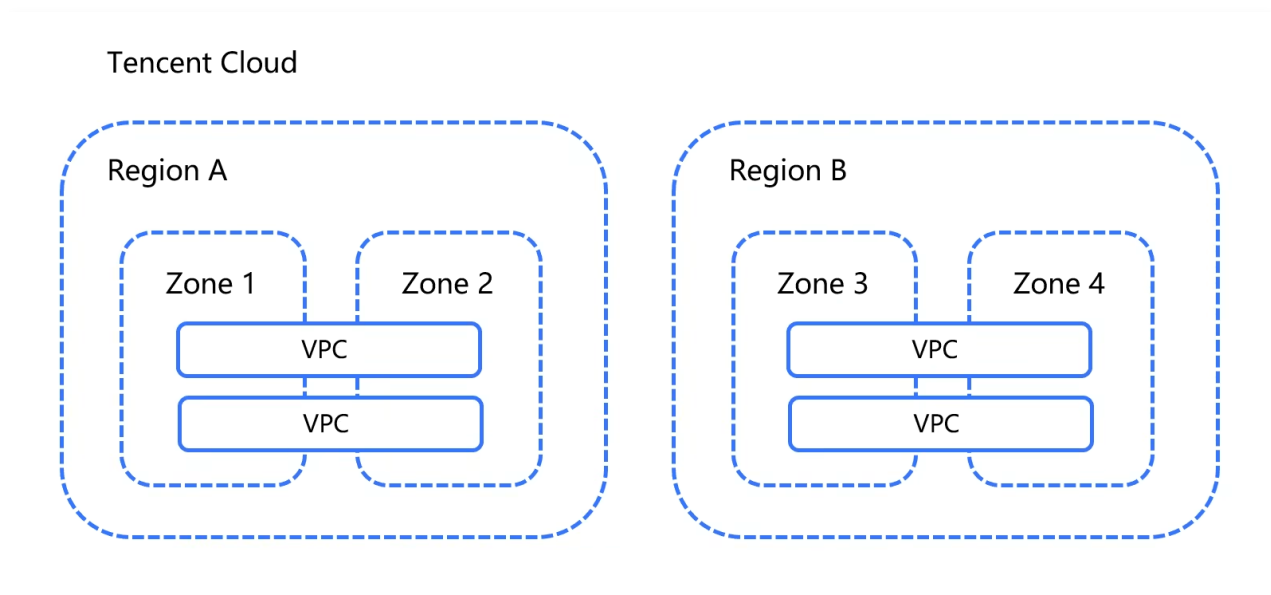 Tencent Cloud
Region A
Zone 1
Zone 2
VPC
VPC
Region B
Zone 3
Zone 4
VPC
VPC